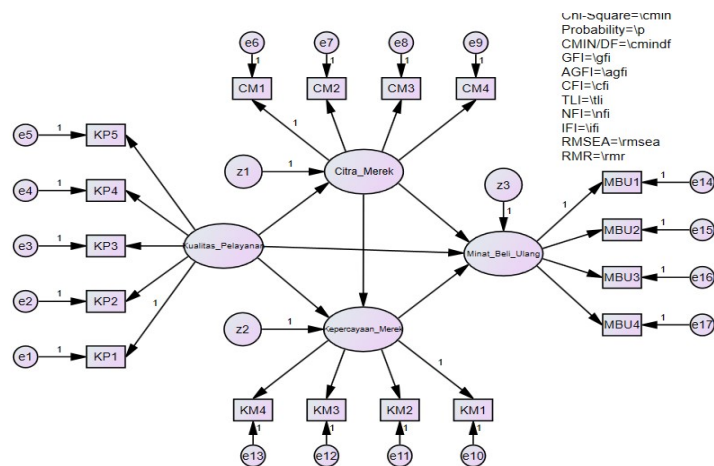 Chi-Square=\cmin
Probability=\p
CMIN/DF=\cmindf
GFI=\gfi
AGFI=\agfi
CFI=\cfi
TLI=\tli
NFI=\nfi
IFI=\ifi
RMSEA=\rmsea
RMR=\rmr
e6 e7 e8 e9
1 1 1 1
CM1 CM2 CM3 CM4
1
e5 1 KP5
z1 1 Citra_Merek
z3
1
e4 1 KP4
1 MBU1 1 e14
MBU2 1 e15
e3 1 KP3
Kualitas_Pelayanan
Minat_Beli_Ulang
MBU3 1 e16
e2 1 KP2
1
z2 1 Kepercayaan_Merek
MBU4 1 e17
e1 1 KP1
1
KM4 KM3 KM2 KM1
1 1 1 1
e13 e12 e11 e10